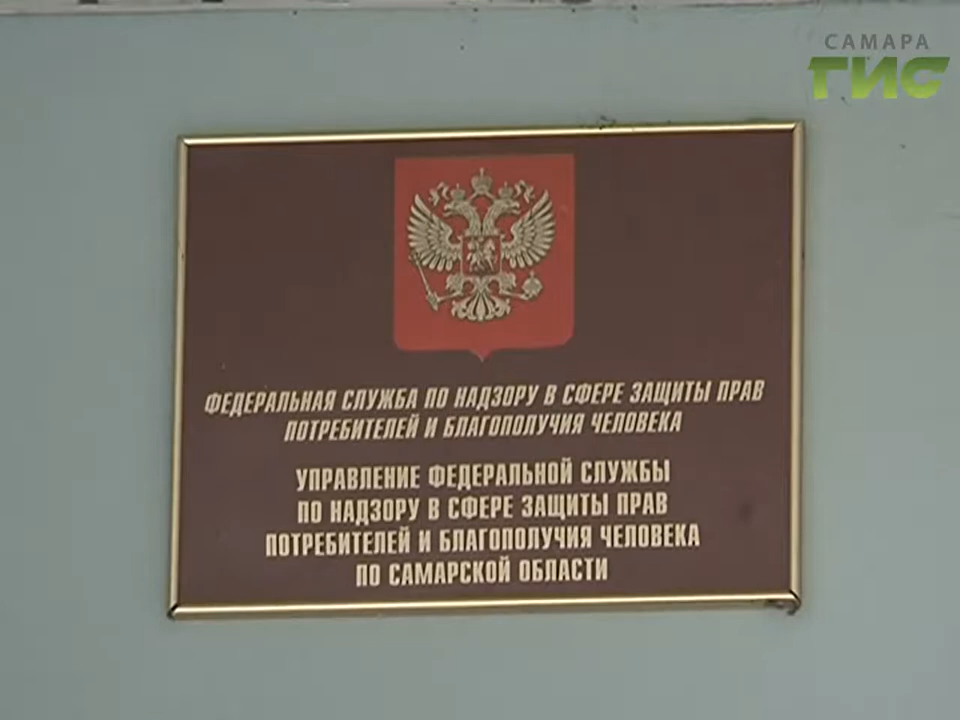 САМАРА
ГИС
ФЕДЕРАЛЬНАЯ СЛУЖБА ПО НАДЗОРУ В СФЕРЕ ЗАЩИТЫ ПРАВ
ПОТРЕБИТЕЛЕЙ И БЛАГОПОЛУЧИЯ ЧЕЛОВЕКА
УПРАВЛЕНИЕ ФЕДЕРАЛЬНОЙ СЛУЖБЫ
ПО НАДЗОРУ В СФЕРЕ ЗАЩИТЫ ПРАВ
ПОТРЕБИТЕЛЕЙ И БЛАГОПОЛУЧИЯ ЧЕЛОВЕКА
ПО САМАРСКОЙ ОБЛАСТИ